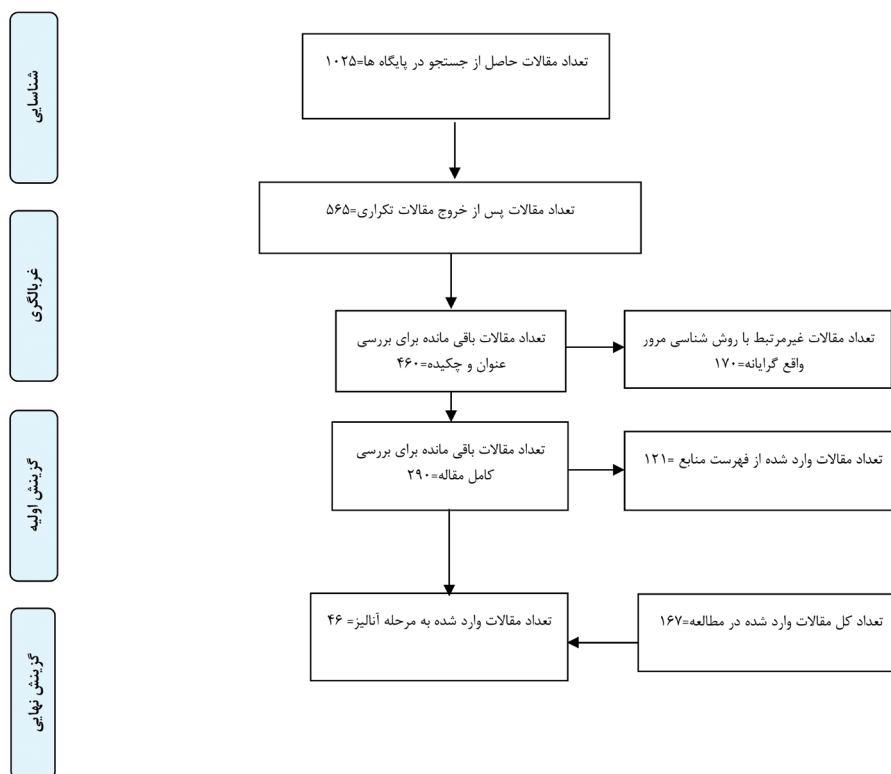 شناسایی
تعداد مقالات حاصل از جستجو در پایگاه ها=۱۰۲۵
غربالگری
تعداد مقالات پس از خروج مقالات تکراری=۵۶۵
تعداد مقالات باقی مانده برای بررسی
عنوان و چکیده=۴۶۰
تعداد مقالات غیرمرتبط با روش شناسی مرور
واقع گرایانه=۱۷۰
گزینش اولیه
تعداد مقالات باقی مانده برای بررسی
کامل مقاله=۲۹۰
تعداد مقالات وارد شده از فهرست منابع =۱۲۱
گزینش نهایی
تعداد کل مقالات وارد شده در مطالعه=۱۶۷
تعداد مقالات وارد شده به مرحله آنالیز= ۴۶